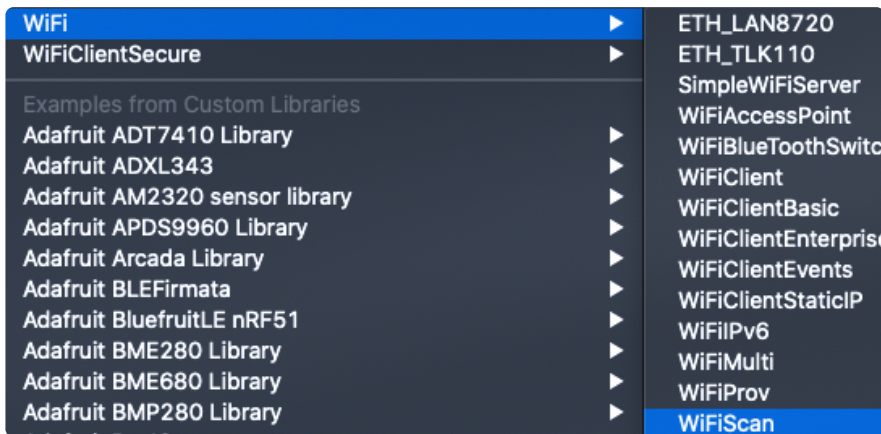 WiFi
WiFiClientSecure
Examples from Custom Libraries
Adafruit ADT7410 Library
Adafruit ADXL343
Adafruit AM2320 sensor library
Adafruit APDS9960 Library
Adafruit Arcada Library
Adafruit BLEFirmata
Adafruit BluefruitLE nRF51
Adafruit BME280 Library
Adafruit BME680 Library
Adafruit BMP280 Library
ETH_LAN8720
ETH_TLK110
SimpleWiFiServer
WiFiAccessPoint
WiFiBlueToothSwitc
WiFiClient
WiFiClientBasic
WiFiClientEnterprise
WiFiClientEvents
WiFiClientStaticIP
WiFiIPv6
WiFiMulti
WiFiProv
WiFiScan